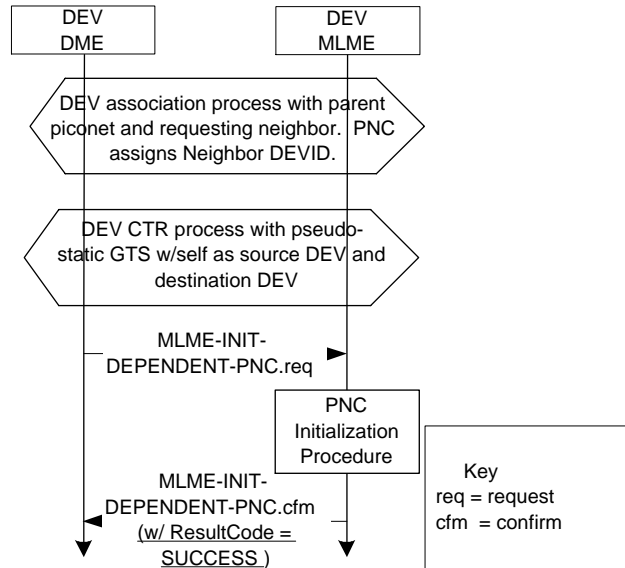 DEV
DME
DEV
MLME
DEV association process with parent
piconet and requesting neighbor.  PNC
assigns Neighbor DEVID.
DEV CTR process with pseudo-
static GTS w/self as source DEV and
destination DEV
MLME-INIT-
DEPENDENT-PNC.req
PNC
Initialization
Procedure
MLME-INIT-
DEPENDENT-PNC.cfm
(w/ ResultCode =
SUCCESS )
Key
req = request
cfm  = confirm